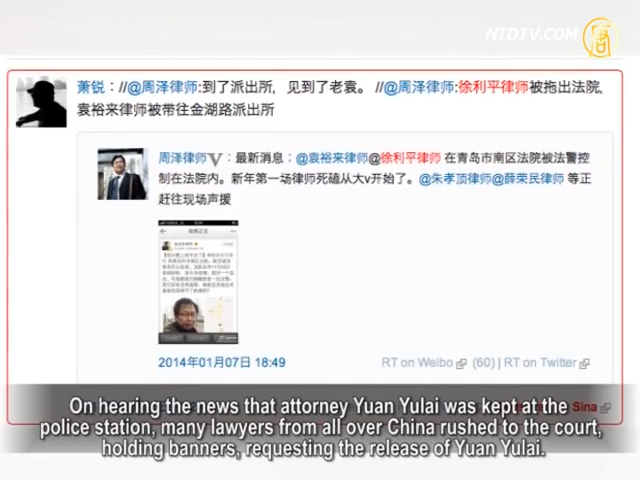 NTDTV.COM
萧锐：//@周泽律师:到了派出所，见到了老袁。 //@周泽律师:徐利平律师被拖出法院,
袁裕来律师被带往金湖路派出所
周泽律师V：最新消息：@袁裕来律师@徐利平律师 在青岛市南区法院被法警控
制在法院内。新年第一场律师死磕从大v开始了。@朱孝顶律师@薛荣民律师 等正
赶往现场声援
2014年01月07日 18:49
RT on Weibo (60) | RT on Twitter
Sina
On hearing the news that attorney Yuan Yulai was kept at the
police station, many lawyers from all over China rushed to the court,
holding banners, requesting the release of Yuan Yulai.